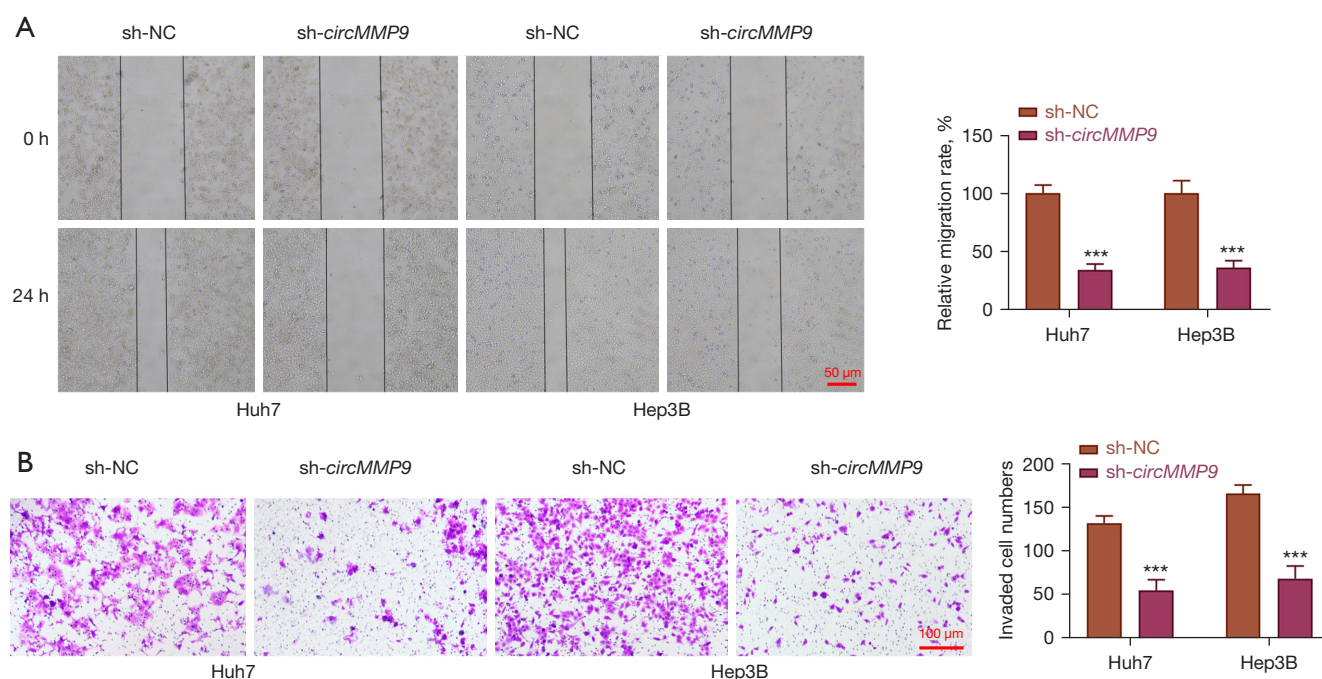 A
sh-NC
sh-circMMP9
sh-NC
sh-circMMP9
0 h
24 h
50 µm
Huh7
Hep3B
sh-NC
sh-circMMP9
Relative migration rate, %
150
100
50
0
***
***
Huh7
Hep3B
B
sh-NC
sh-circMMP9
sh-NC
sh-circMMP9
100 µm
Huh7
Hep3B
sh-NC
sh-circMMP9
Invaded cell numbers
200
150
100
50
0
***
***
Huh7
Hep3B